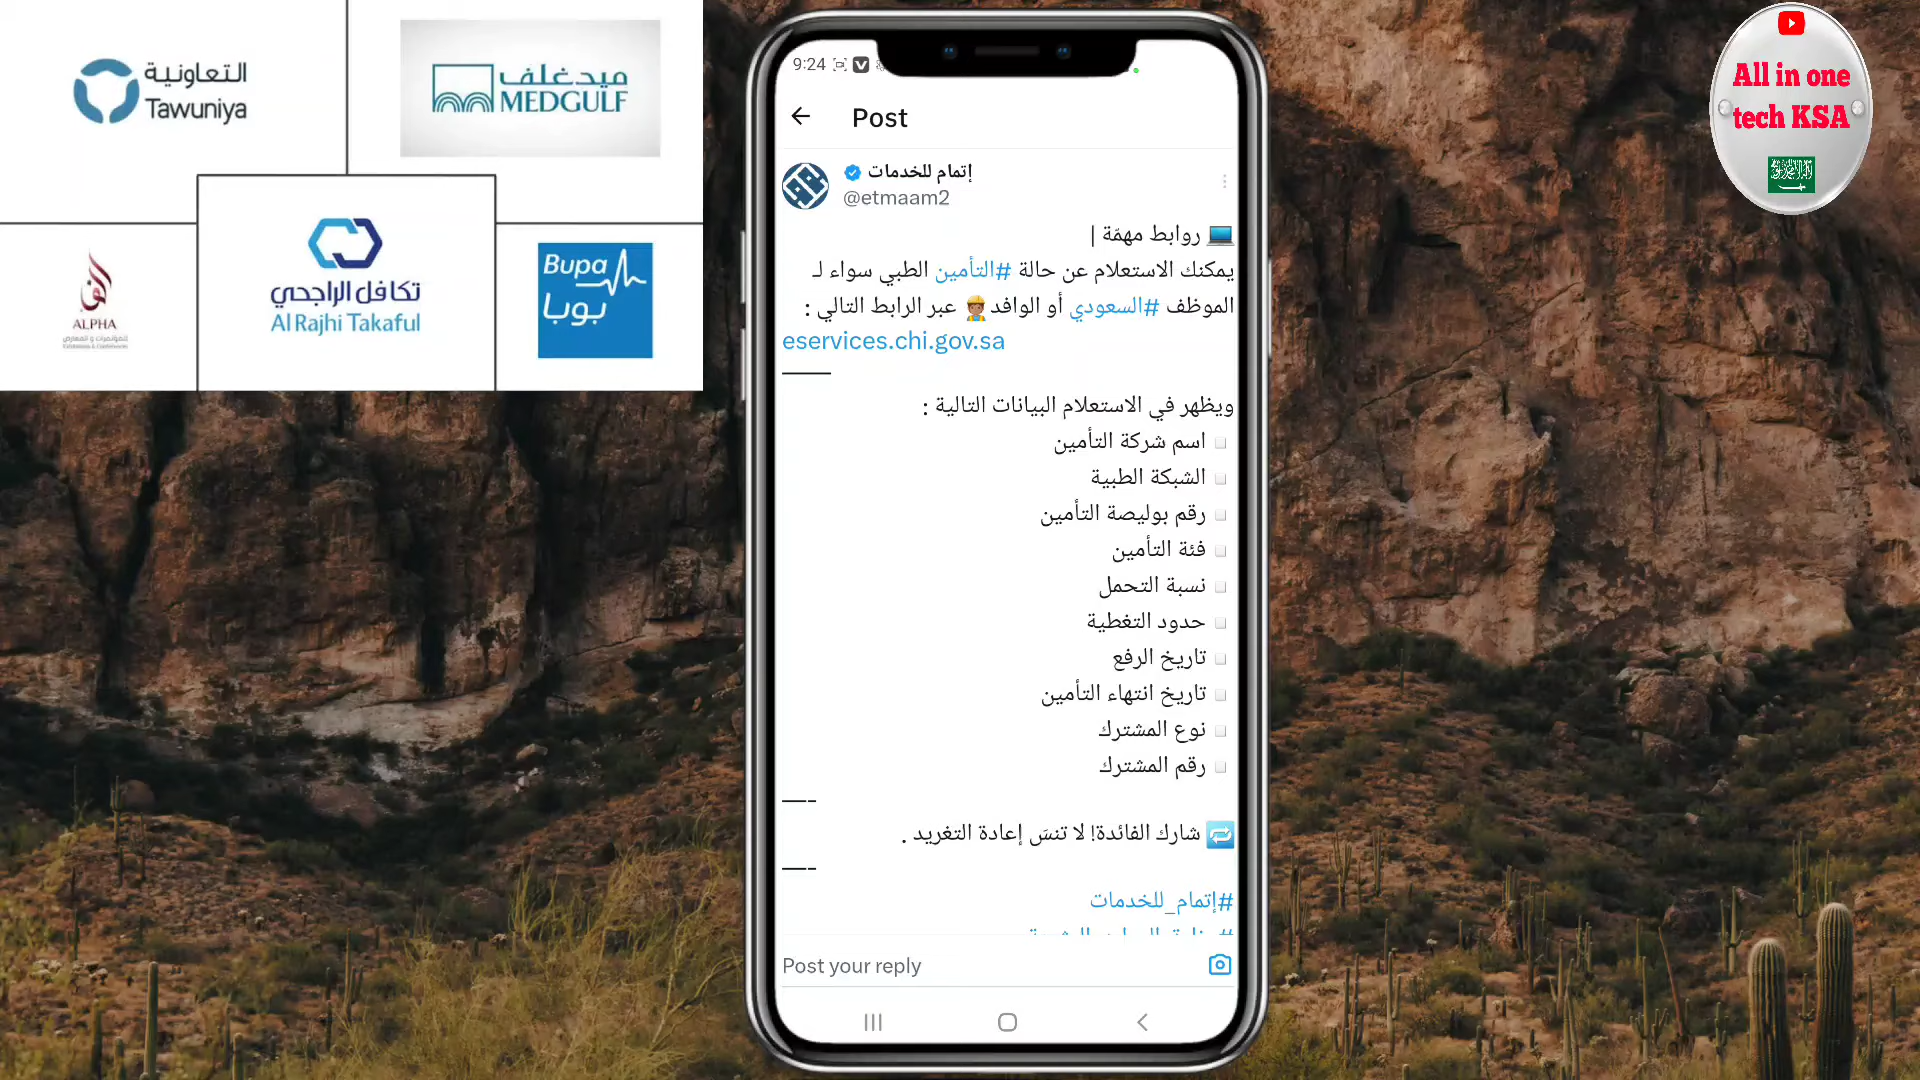 التعاونية
Tawuniya
ميدغلف
MEDGULF
ALPHA
تكافل الراجحي
Al Rajhi Takaful
Bupa
بوبا
All in one
tech KSA
9:24
Post
إتمام للخدمات
@etmaam2
روابط مهمّة |
يمكنك الاستعلام عن حالة #التأمين الطبي سواء لـ
الموظف #السعودي أو الوافد عبر الرابط التالي :
eservices.chi.gov.sa
ويظهر في الاستعلام البيانات التالية :
اسم شركة التأمين
الشبكة الطبية
رقم بوليصة التأمين
فئة التأمين
نسبة التحمل
حدود التغطية
تاريخ الرفع
تاريخ انتهاء التأمين
نوع المشترك
رقم المشترك
شارك الفائدة! لا تنسَ إعادة التغريد .
#إتمام_للخدمات
Post your reply